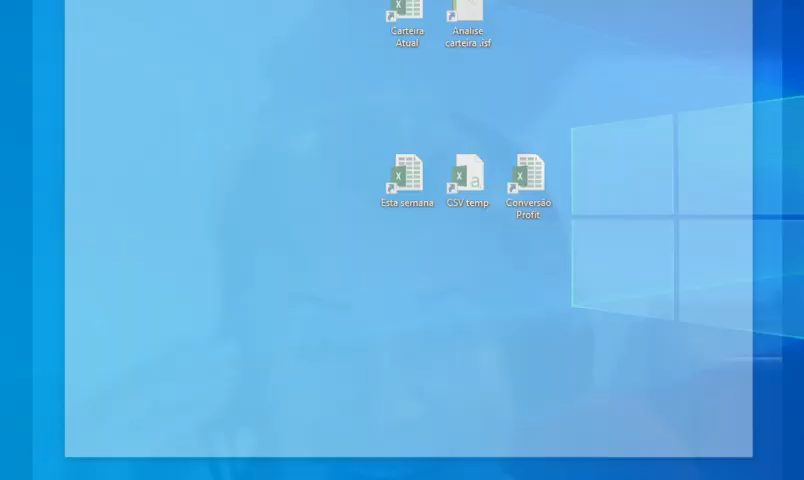 Carteira
Atual
Analise
carteira .isf
Esta semana
CSV temp
Conversão
Profit